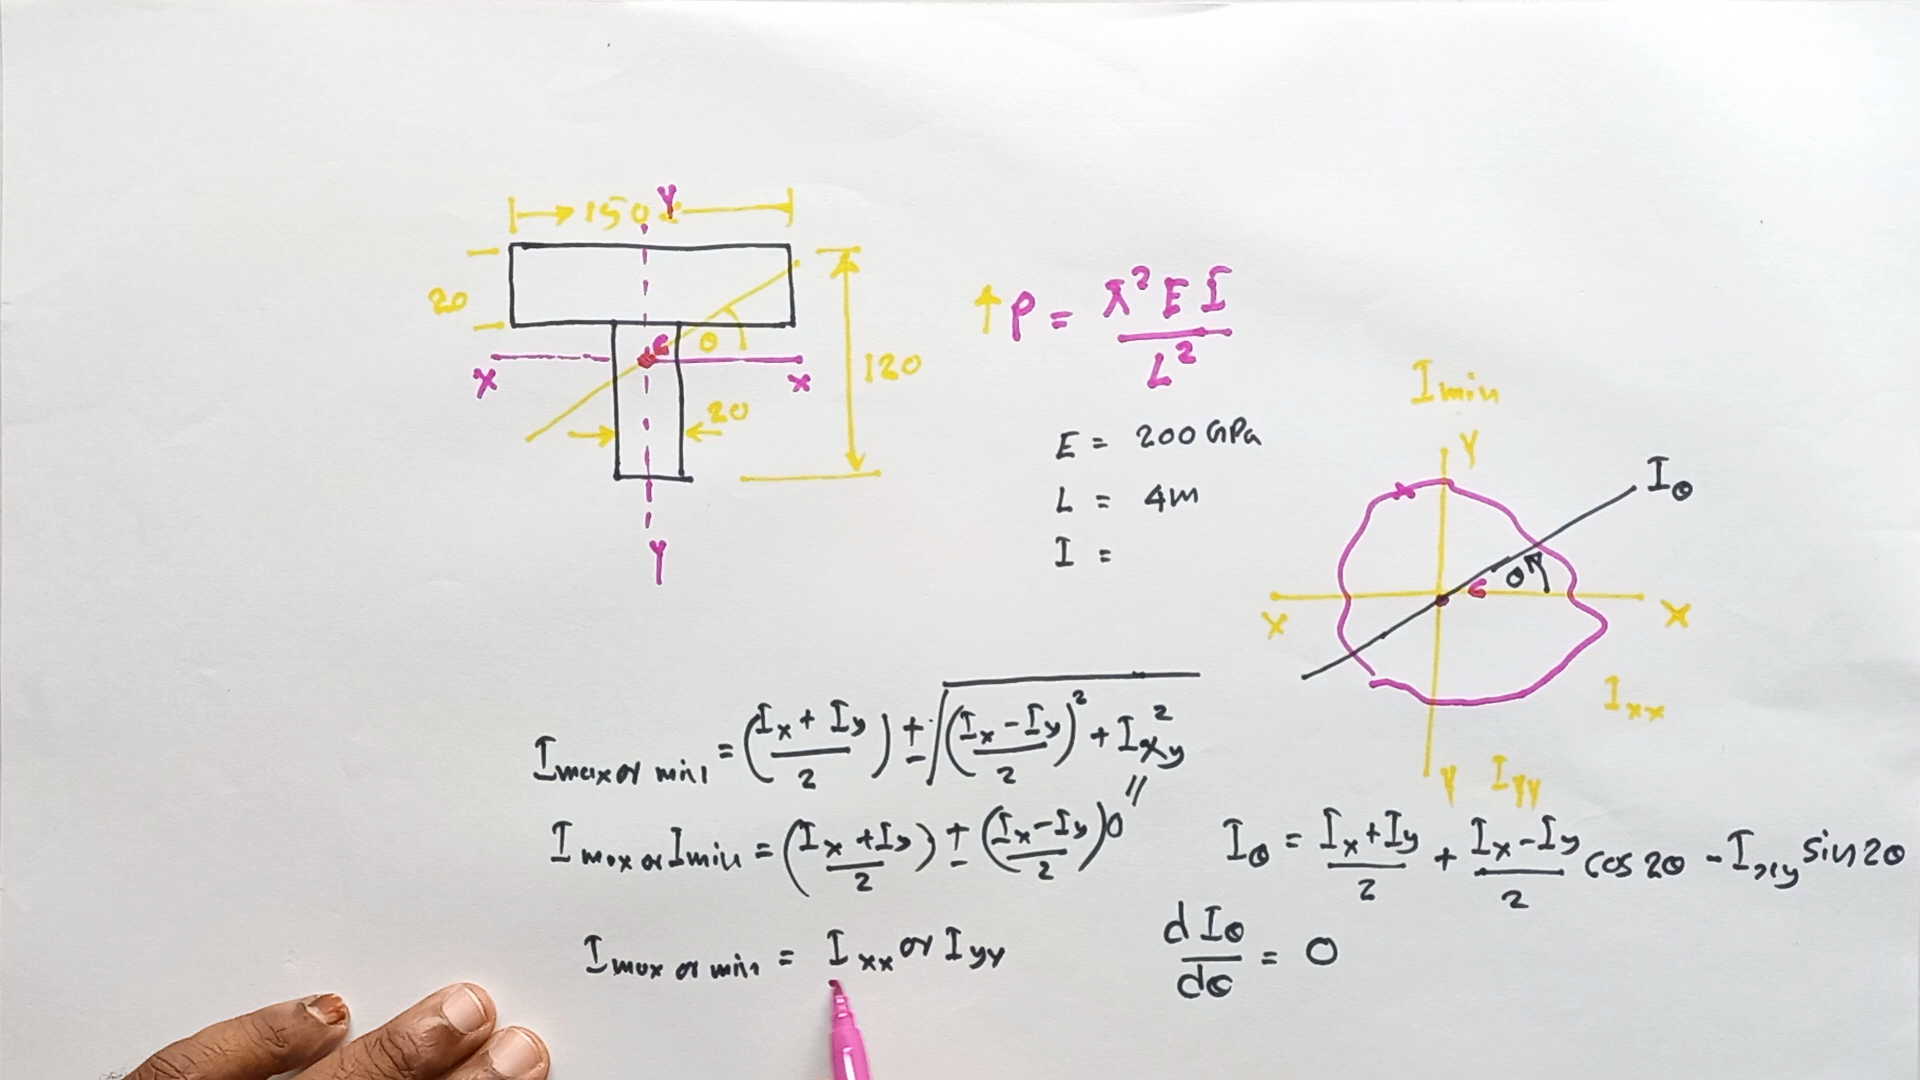 Y
150
20
x
x
C
θ
120
20
Y
↑ P = π² E I / L²
E = 200 GPa
L = 4m
I =
Imin
Y
Iθ
θ
C
X
X
Ixx
Y
Iyy
Imax or min = (Ix + Iy / 2) ± √(Ix - Iy / 2)² + Ixy²
Imax or Imin = (Ix + Iy / 2) ± (Ix - Iy / 2) 0
Imax or min = Ixx or Iyy
Iθ = Ix + Iy / 2 + Ix - Iy / 2 cos 2θ - Ixy sin 2θ
dIθ / dθ = 0